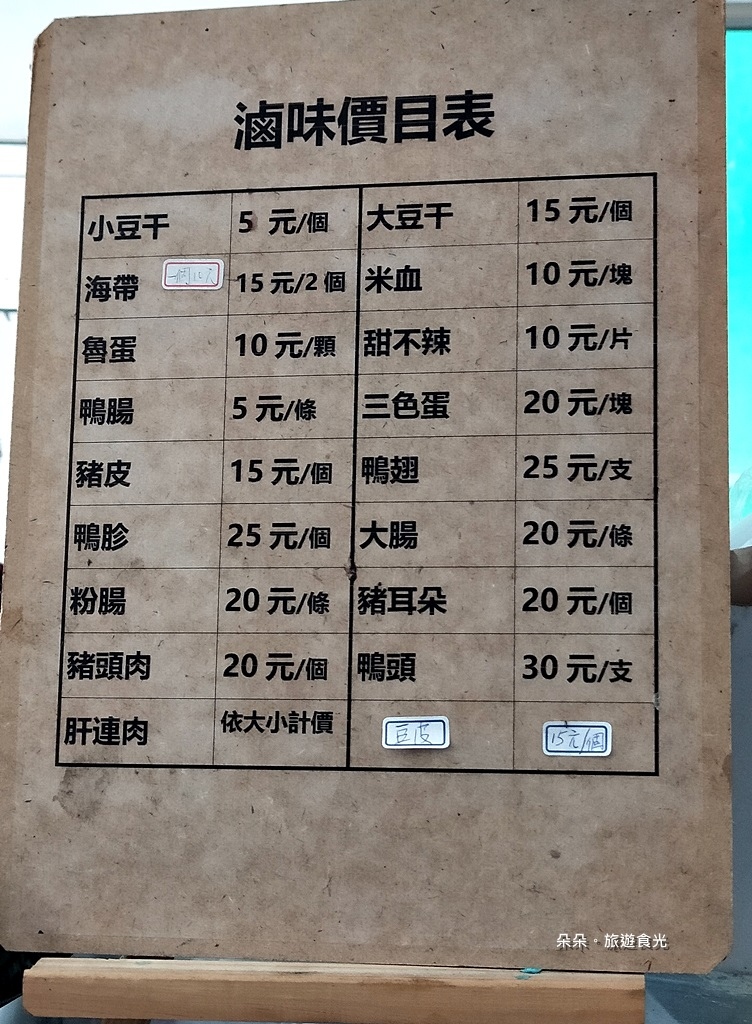 滷味價目表
小豆干 5 元/個 大豆干 15 元/個
海帶 一個10元 15 元/2 個 米血 10 元/塊
魯蛋 10 元/顆 甜不辣 10 元/片
鴨腸 5 元/條 三色蛋 20 元/塊
豬皮 15 元/個 鴨翅 25 元/支
鴨胗 25 元/個 大腸 20 元/條
粉腸 20 元/條 豬耳朵 20 元/個
豬頭肉 20 元/個 鴨頭 30 元/支
肝連肉 依大小計價 豆皮 15元/個
朵朵。旅遊食光